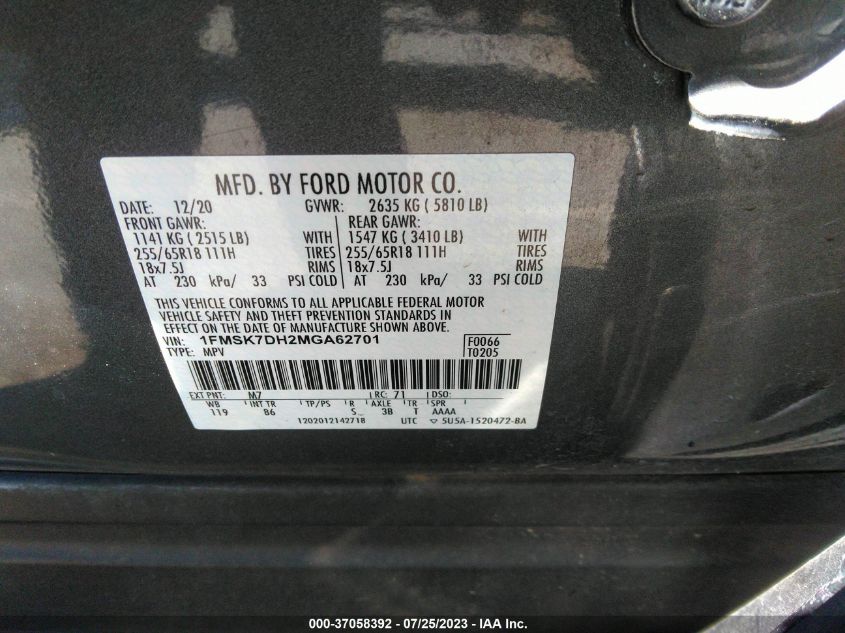 MFD. BY FORD MOTOR CO.
DATE: 12/20 GVWR: 2635 KG ( 5810 LB)
FRONT GAWR: REAR GAWR:
1141 KG ( 2515 LB) WITH 1547 KG ( 3410 LB) WITH
255/65R18 111H TIRES 255/65R18 111H TIRES
18x7.5J RIMS 18x7.5J RIMS
AT 230 kPa/ 33 PSI COLD AT 230 kPa/ 33 PSI COLD
THIS VEHICLE CONFORMS TO ALL APPLICABLE FEDERAL MOTOR
VEHICLE SAFETY AND THEFT PREVENTION STANDARDS IN
EFFECT ON THE DATE OF MANUFACTURE SHOWN ABOVE.
VIN: 1FMSK7DH2MGA62701 F0066
TYPE: MPV T0205
EXT PNT: M7 RC: 71 DSO:
WB INT TR TP/PS R AXLE TR SPR
119 86 S_ 3B T AAAA
1202012142718 UTC ▽ 5U5A-1520472-BA
000-37058392 - 07/25/2023 - ©1AAI, INC.